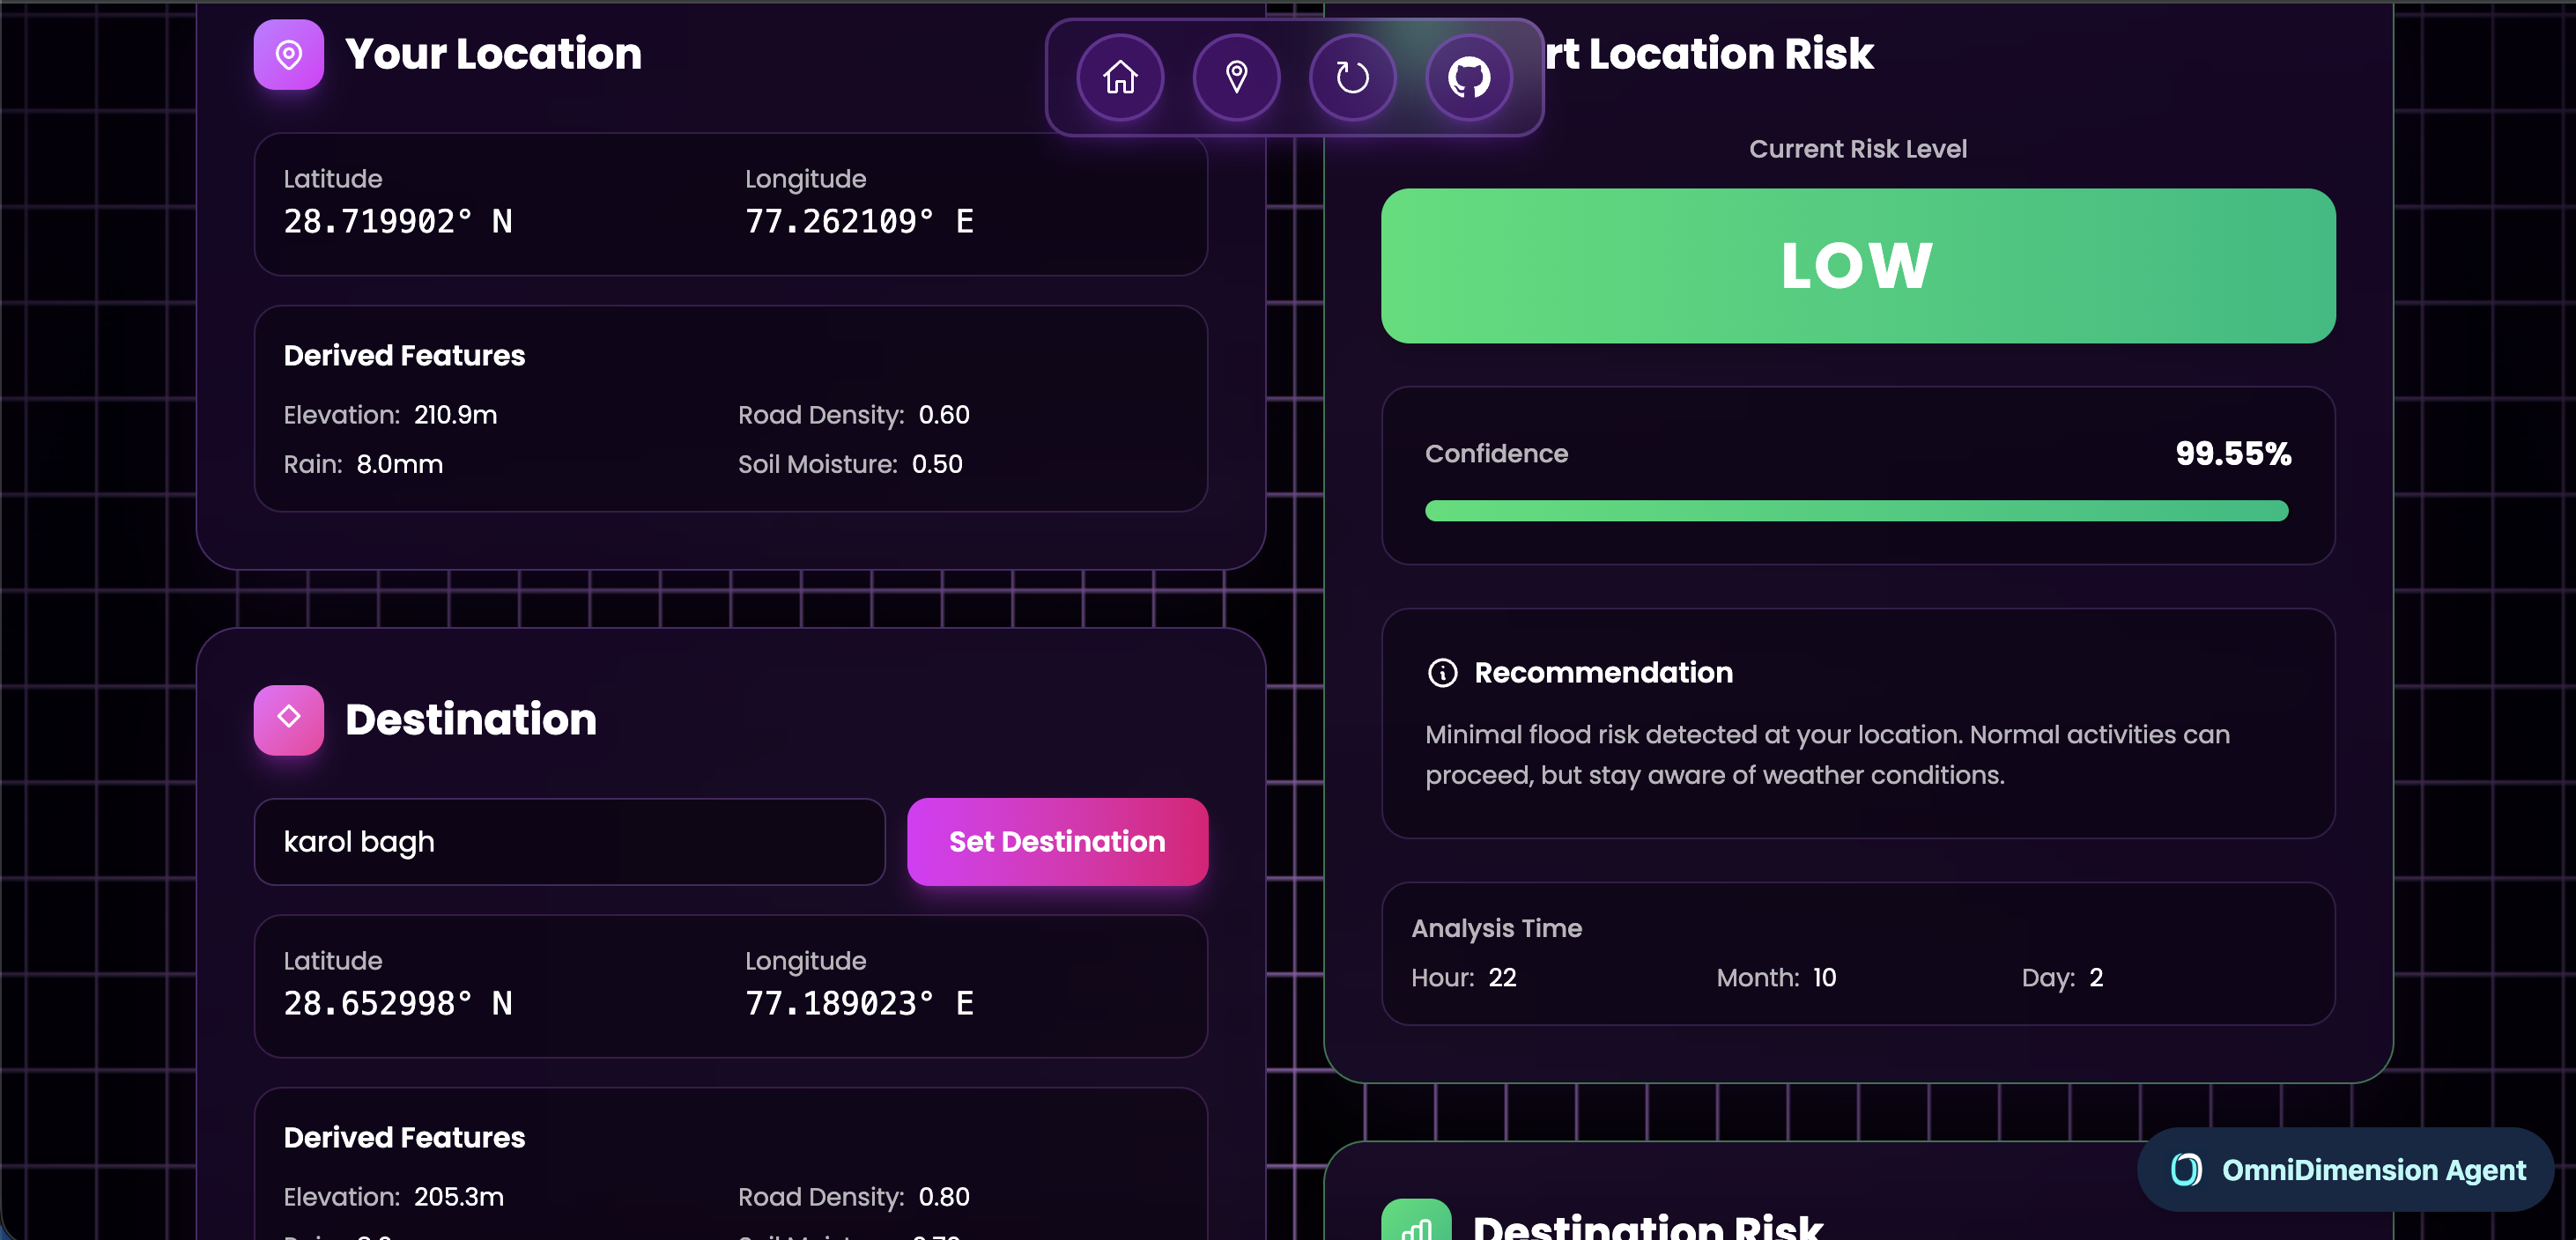 Your Location
Latitude
28.719902° N
Longitude
77.262109° E
Derived Features
Elevation: 210.9m
Road Density: 0.60
Rain: 8.0mm
Soil Moisture: 0.50
Destination
karol bagh
Set Destination
Latitude
28.652998° N
Longitude
77.189023° E
Derived Features
Elevation: 205.3m
Road Density: 0.80
rt Location Risk
Current Risk Level
LOW
Confidence
99.55%
Recommendation
Minimal flood risk detected at your location. Normal activities can
proceed, but stay aware of weather conditions.
Analysis Time
Hour: 22
Month: 10
Day: 2
Destination Risk
OmniDimension Agent